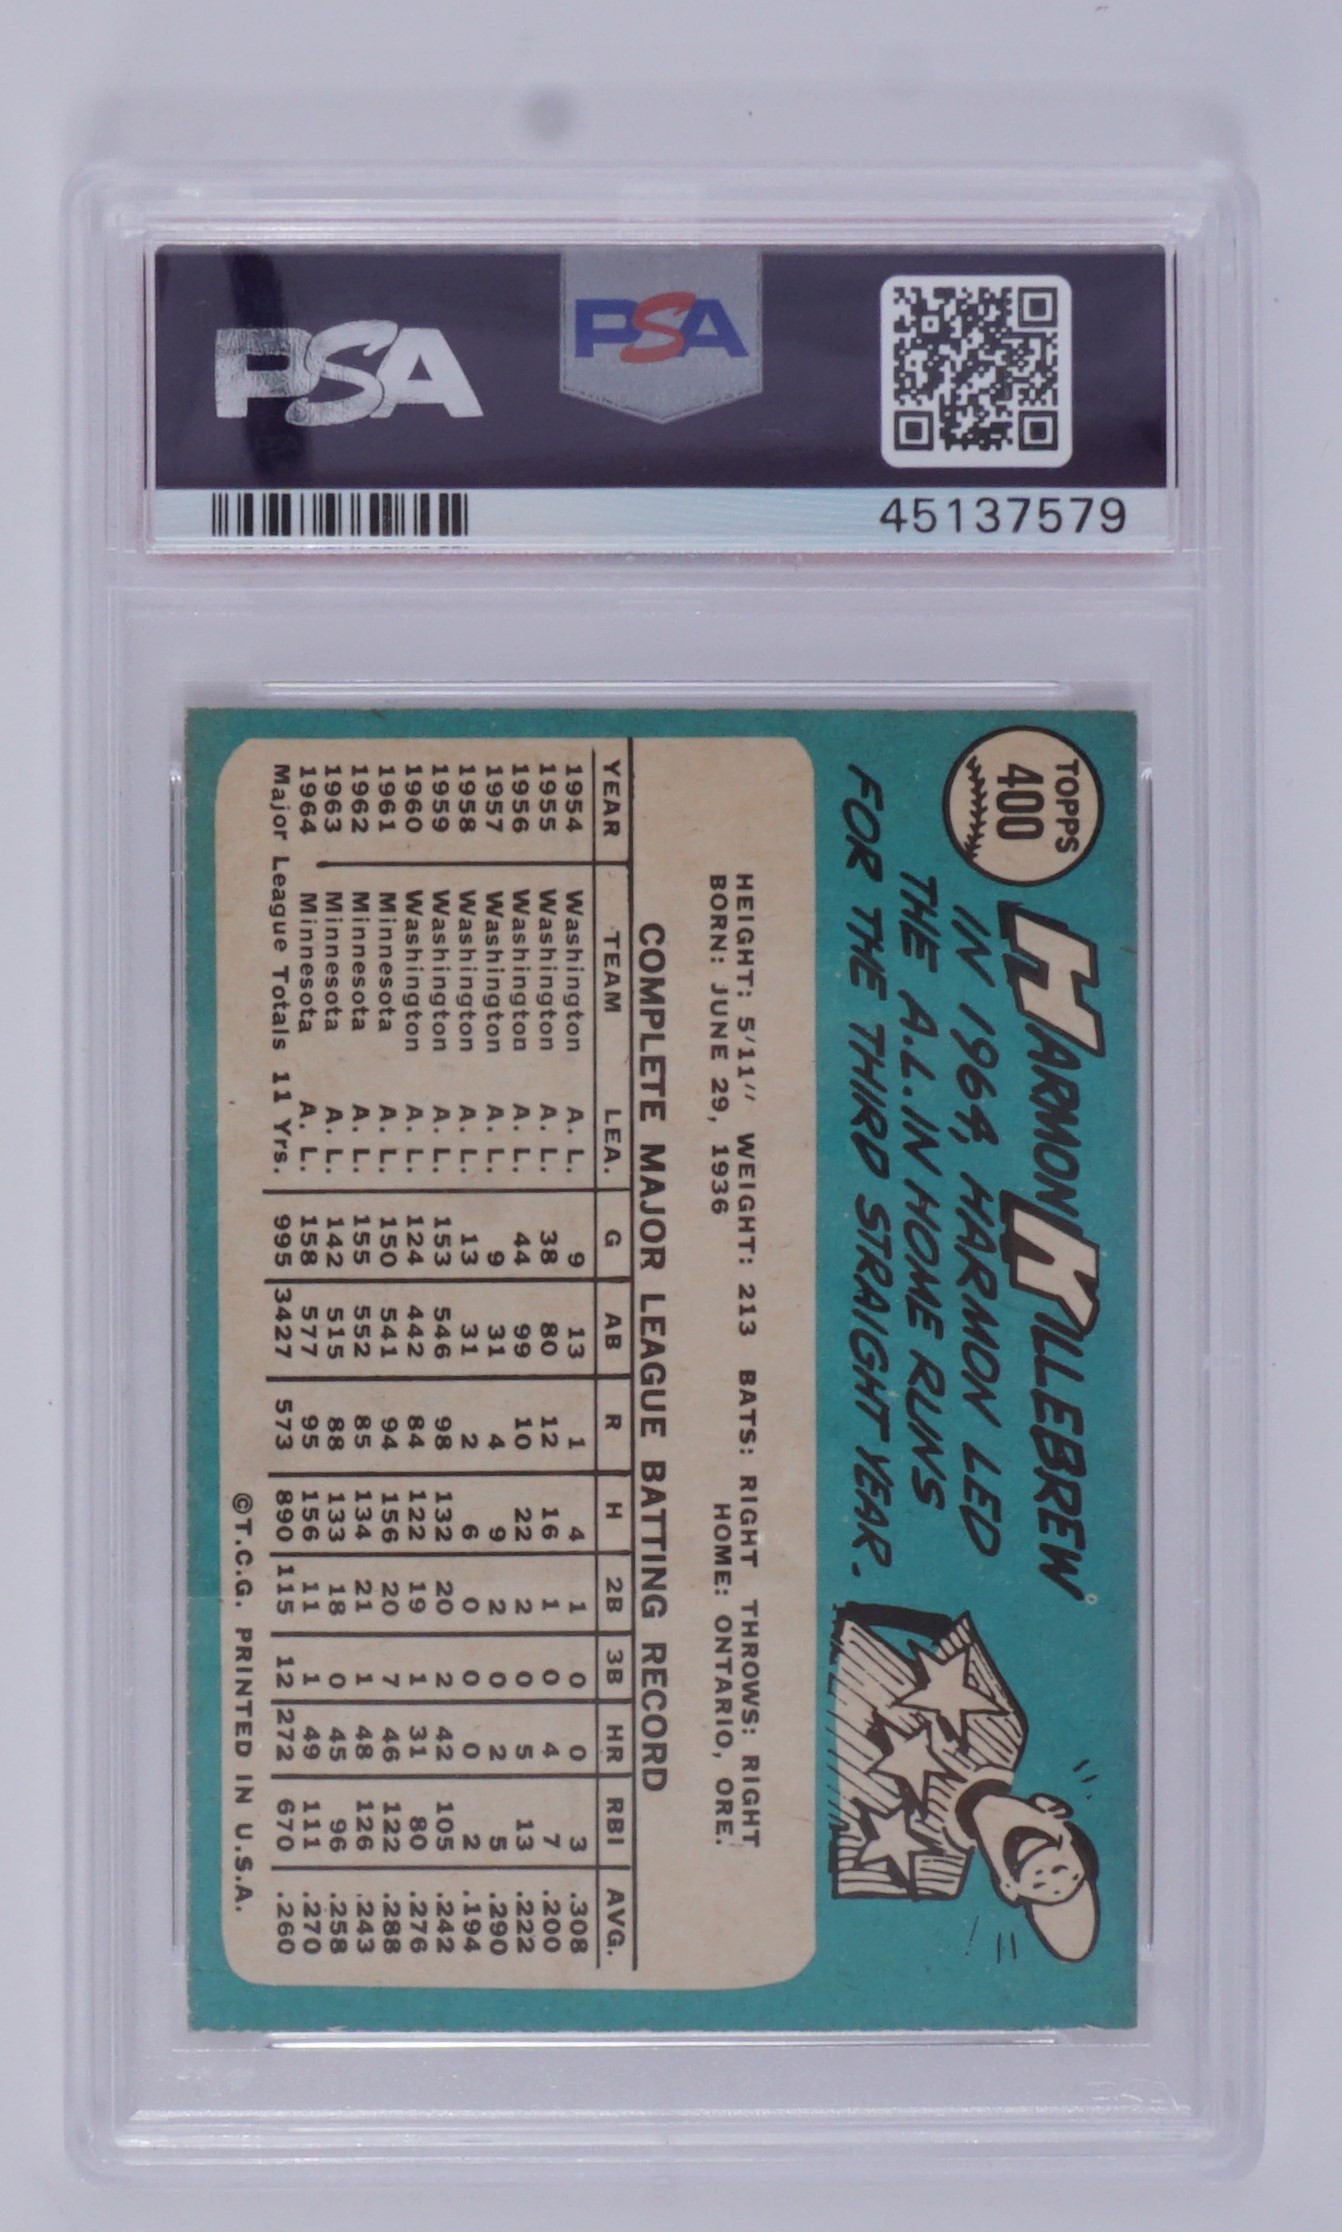 PSA
PSA
45137579
TOPPS
400
HARMON KILLEBREW
IN 1964, HARMON LED
THE A.L. IN HOME RUNS
FOR THE THIRD STRAIGHT YEAR.
HEIGHT: 5'11" WEIGHT: 213 BATS: RIGHT THROWS: RIGHT
BORN: JUNE 29, 1936 HOME: ONTARIO, ORE.
COMPLETE MAJOR LEAGUE BATTING RECORD
YEAR TEAM LEA. G AB R H 2B 3B HR RBI AVG.
1954 Washington A. L. 9 13 1 4 1 0 0 3 .308
1955 Washington A. L. 38 80 12 16 1 0 4 7 .200
1956 Washington A. L. 44 99 10 22 2 0 5 13 .222
1957 Washington A. L. 9 31 4 9 2 0 2 5 .290
1958 Washington A. L. 13 31 2 6 0 0 0 2 .194
1959 Washington A. L. 153 546 98 132 20 2 42 105 .242
1960 Washington A. L. 124 442 84 122 19 1 31 80 .276
1961 Minnesota A. L. 150 541 94 156 20 7 46 122 .288
1962 Minnesota A. L. 155 552 85 134 21 1 48 126 .243
1963 Minnesota A. L. 142 515 88 133 18 0 45 96 .258
1964 Minnesota A. L. 158 577 95 156 11 1 49 111 .270
Major League Totals 11 Yrs. 995 3427 573 890 115 12 272 670 .260
©T.C.G. PRINTED IN U.S.A.
PSA